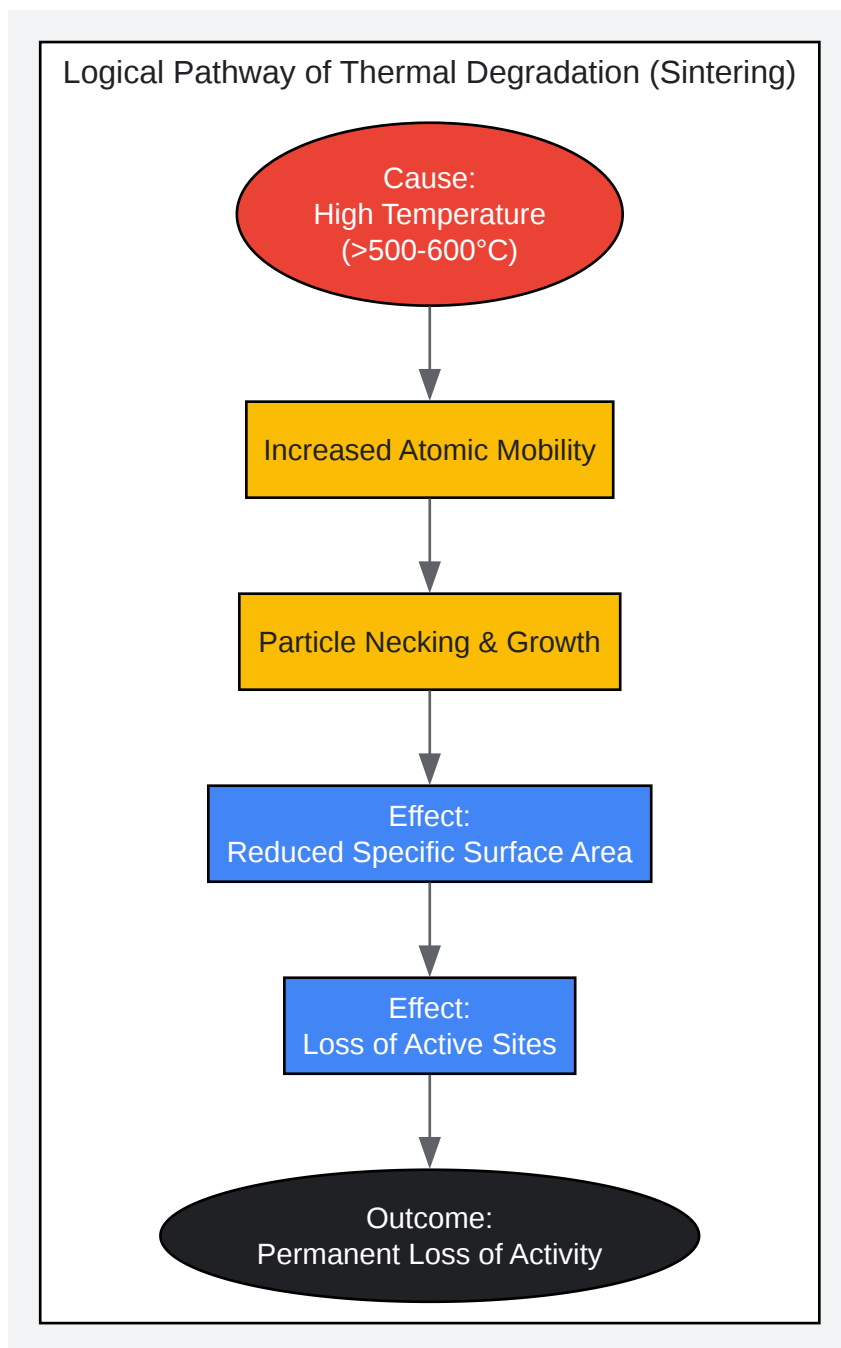 Logical Pathway of Thermal Degradation (Sintering)
Cause:
High Temperature
(>500-600°C)
Increased Atomic Mobility
Particle Necking & Growth
Effect:
Reduced Specific Surface Area
Effect:
Loss of Active Sites
Outcome:
Permanent Loss of Activity